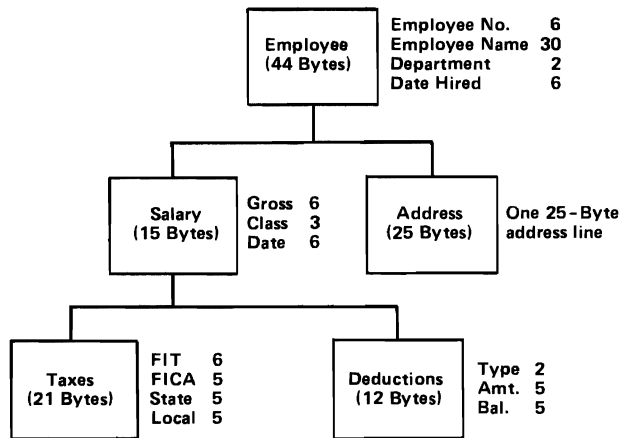 Employee
(44 Bytes)
Employee No. 6
Employee Name 30
Department 2
Date Hired 6
Salary
(15 Bytes)
Gross 6
Class 3
Date 6
Address
(25 Bytes)
One 25-Byte
address line
Taxes
(21 Bytes)
FIT 6
FICA 5
State 5
Local 5
Deductions
(12 Bytes)
Type 2
Amt. 5
Bal. 5